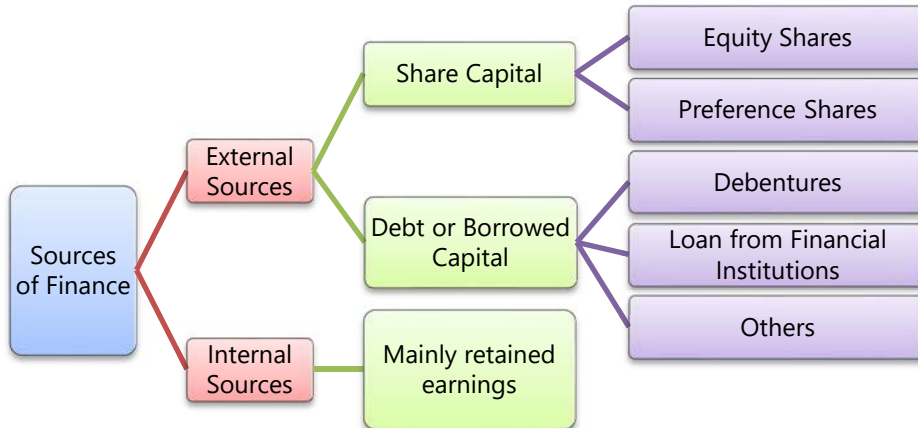 Sources
of Finance
External
Sources
Share Capital
Equity Shares
Preference Shares
Debt or Borrowed
Capital
Debentures
Loan from Financial
Institutions
Others
Internal
Sources
Mainly retained
earnings